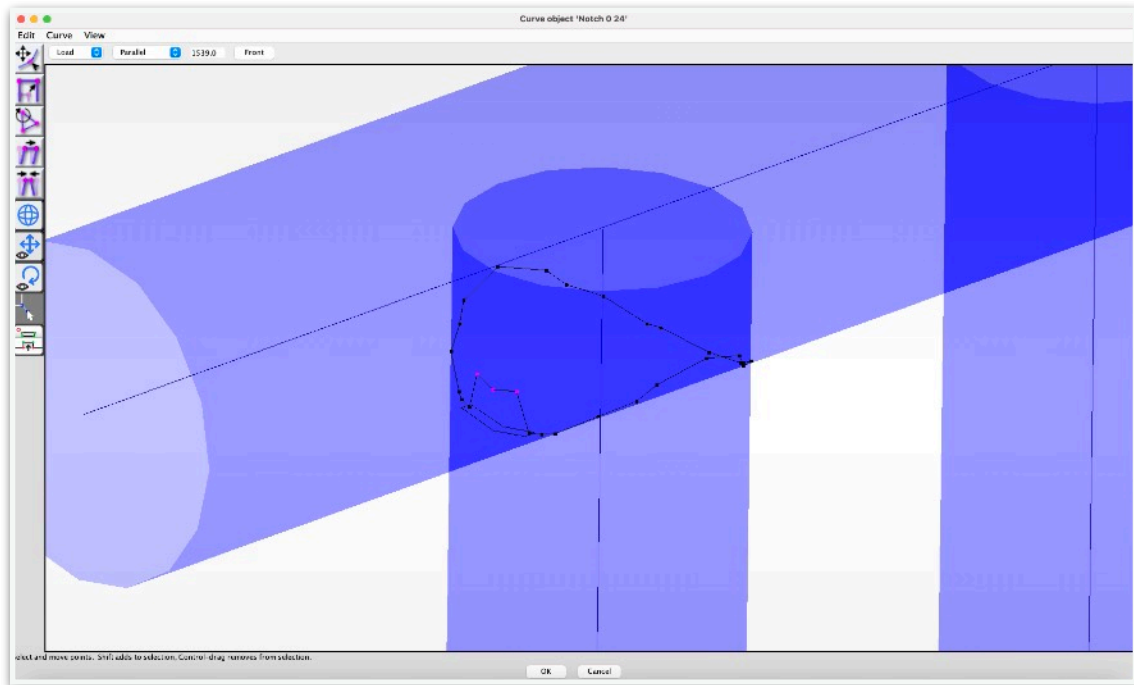 Curve object 'Notch 0 24'
Edit Curve View
Load Parallel 1539.0 Front
select and move points. Shift adds to selection, Control-drag removes from selection.
OK Cancel